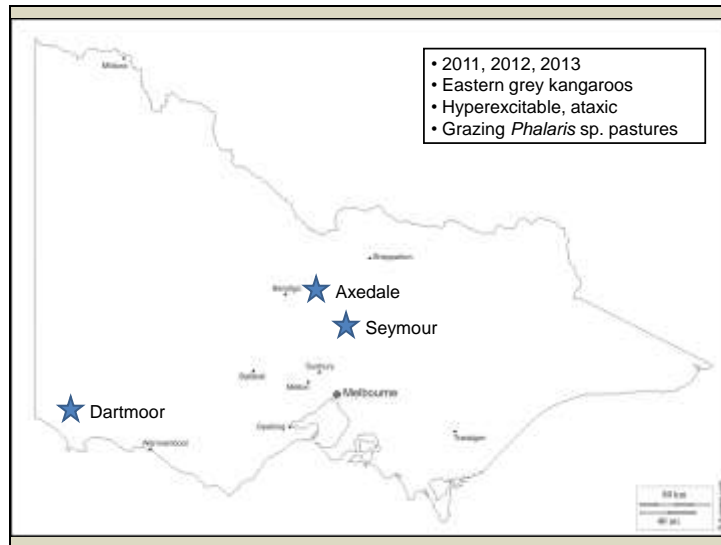 • 2011, 2012, 2013
• Eastern grey kangaroos
• Hyperexcitable, ataxic
• Grazing Phalaris sp. pastures
Mildura
Shepparton
Bendigo
Axedale
Seymour
Sunbury
Ballarat
Melton
Melbourne
Dartmoor
Geelong
Warrnambool
Traralgon